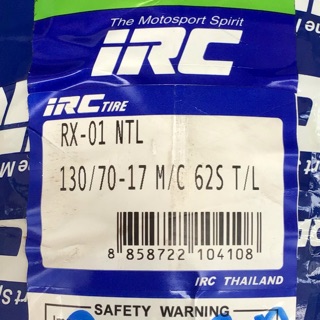 The Motosport Spirit
iRC
iRC TIRE
RX-01 NTL
130/70-17 M/C 62S T/L
8 858722 104108
IRC THAILAND
SAFETY WARNING